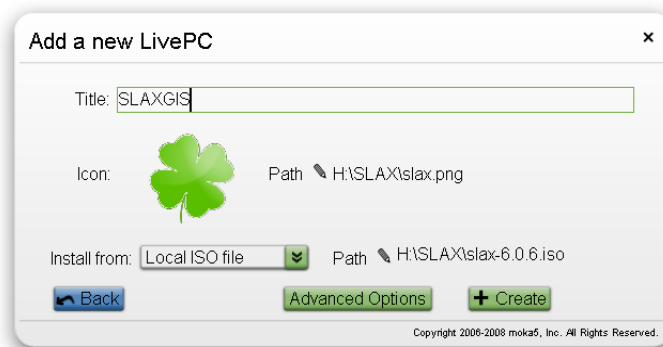 Add a new LivePC
Title: SLAXGIS
Icon: Path H:\SLAX\slax.png
Install from: Local ISO file Path H:\SLAX\slax-6.0.6.iso
Back Advanced Options Create
Copyright 2006-2008 moka5, Inc. All Rights Reserved.